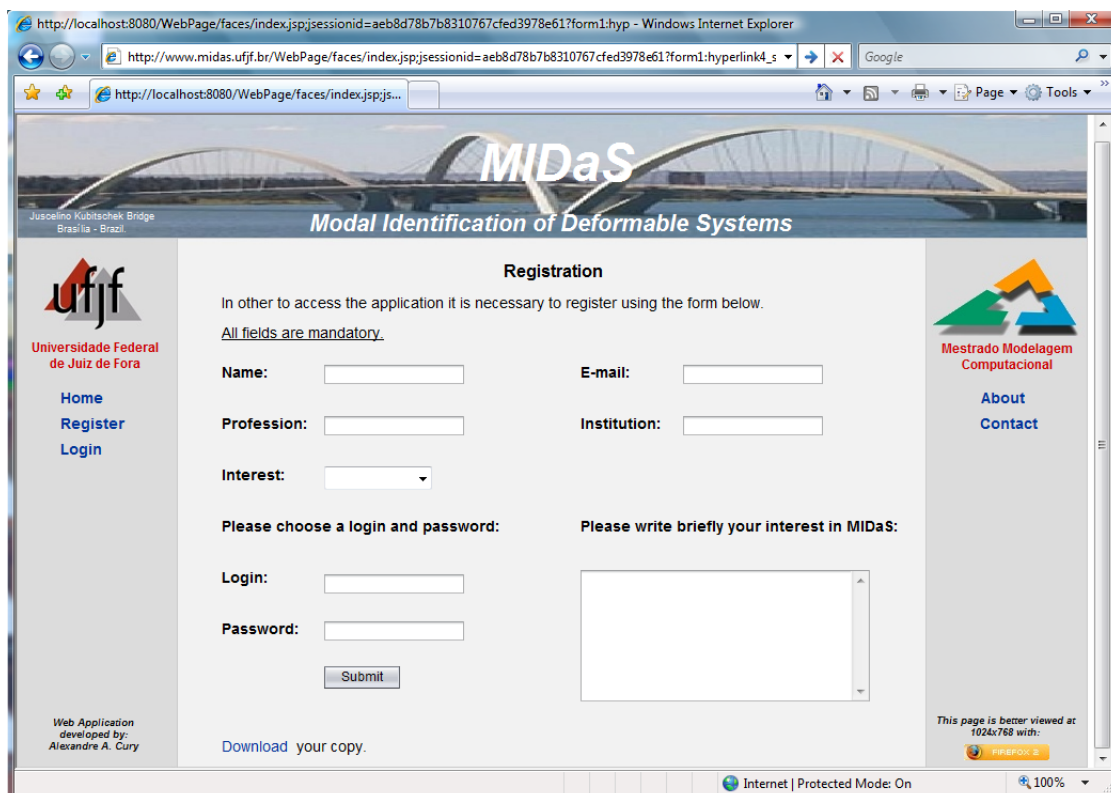 http://localhost:8080/WebPage/faces/index.jsp;jsessionid=aeb8d78b7b8310767cfed3978e61?form1:hyp - Windows Internet Explorer
http://www.midas.ufjf.br/WebPage/faces/index.jsp;jsessionid=aeb8d78b7b8310767cfed3978e61?form1:hyperlink4_s
Google
http://localhost:8080/WebPage/faces/index.jsp;js...
Page
Tools
MIDaS
Modal Identification of Deformable Systems
Juscelino Kubitschek Bridge
Brasília - Brazil.
ufjf
Universidade Federal
de Juiz de Fora
Home
Register
Login
Web Application
developed by:
Alexandre A. Cury
Registration
In other to access the application it is necessary to register using the form below.
All fields are mandatory.
Name:
E-mail:
Profession:
Institution:
Interest:
Please choose a login and password:
Please write briefly your interest in MIDaS:
Login:
Password:
Submit
Download your copy.
Mestrado Modelagem
Computacional
About
Contact
This page is better viewed at
1024x768 with:
FIREFOX 2
Internet | Protected Mode: On
100%